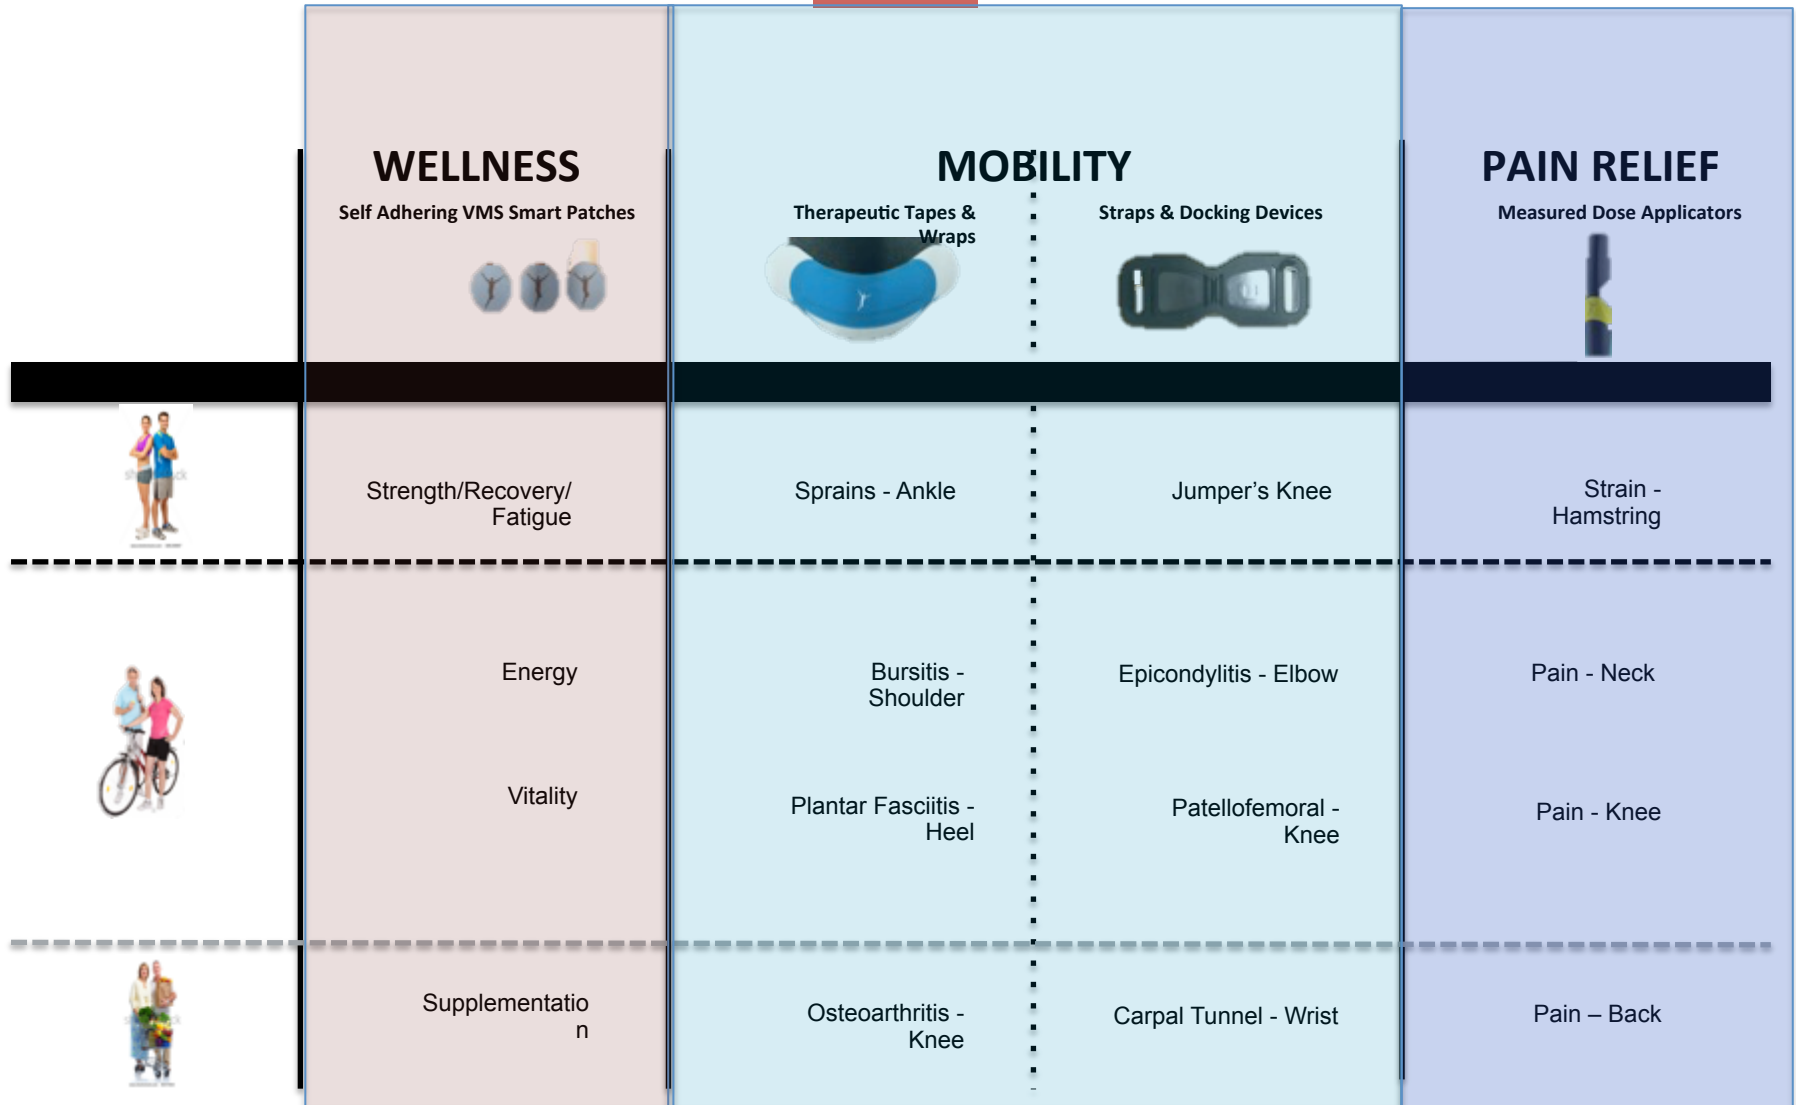 WELLNESS
MOBILITY
PAIN RELIEF
Self Adhering VMS Smart Patches
Therapeutic Tapes &
Wraps
Straps & Docking Devices
Measured Dose Applicators
Strength/Recovery/
Fatigue
Sprains - Ankle
Jumper’s Knee
Strain -
Hamstring
Energy
Bursitis -
Shoulder
Epicondylitis - Elbow
Pain - Neck
Vitality
Plantar Fasciitis -
Heel
Patellofemoral -
Knee
Pain - Knee
Supplementatio
n
Osteoarthritis -
Knee
Carpal Tunnel - Wrist
Pain – Back